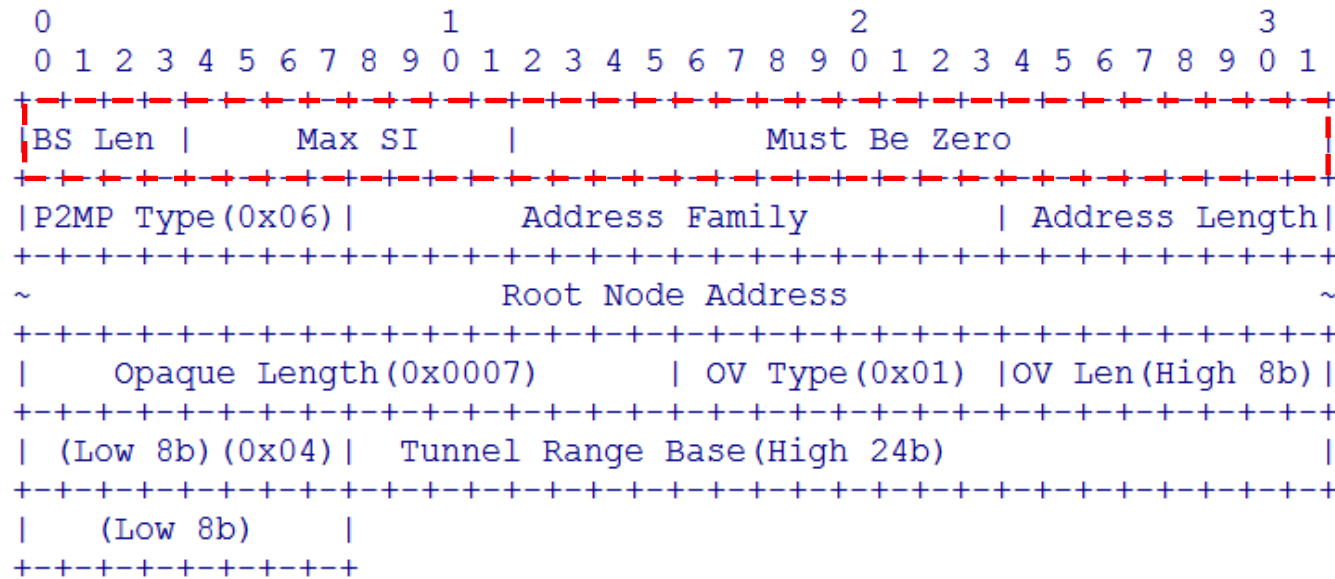 0                   1                   2                   3
 0 1 2 3 4 5 6 7 8 9 0 1 2 3 4 5 6 7 8 9 0 1 2 3 4 5 6 7 8 9 0 1
+-+-+-+-+-+-+-+-+-+-+-+-+-+-+-+-+-+-+-+-+-+-+-+-+-+-+-+-+-+-+-+-+
|BS Len |     Max SI    |            Must Be Zero               |
+-+-+-+-+-+-+-+-+-+-+-+-+-+-+-+-+-+-+-+-+-+-+-+-+-+-+-+-+-+-+-+-+
|P2MP Type(0x06)|        Address Family         | Address Length|
+-+-+-+-+-+-+-+-+-+-+-+-+-+-+-+-+-+-+-+-+-+-+-+-+-+-+-+-+-+-+-+-+
~                       Root Node Address                       ~
+-+-+-+-+-+-+-+-+-+-+-+-+-+-+-+-+-+-+-+-+-+-+-+-+-+-+-+-+-+-+-+-+
|    Opaque Length(0x0007)      | OV Type(0x01) |OV Len(High 8b)|
+-+-+-+-+-+-+-+-+-+-+-+-+-+-+-+-+-+-+-+-+-+-+-+-+-+-+-+-+-+-+-+-+
| (Low 8b)(0x04)|  Tunnel Range Base(High 24b)                  |
+-+-+-+-+-+-+-+-+-+-+-+-+-+-+-+-+-+-+-+-+-+-+-+-+-+-+-+-+-+-+-+-+
|   (Low 8b)    |
+-+-+-+-+-+-+-+-+